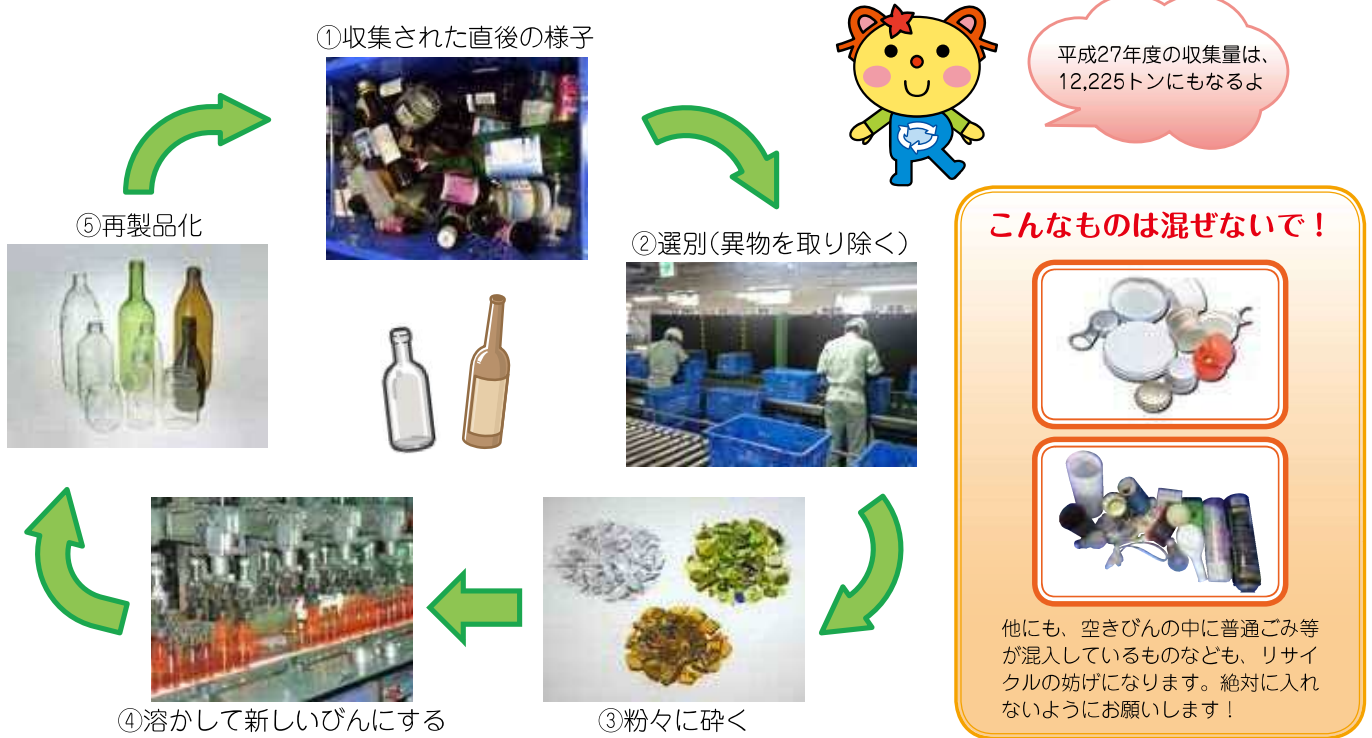 ①収集された直後の様子
平成27年度の収集量は、
12,225トンにもなるよ
⑤再製品化
②選別(異物を取り除く)
こんなものは混ぜないで!
④溶かして新しいびんにする
③粉々に砕く
他にも、空きびんの中に普通ごみ等
が混入しているものなども、リサイ
クルの妨げになります。絶対に入れ
ないようにお願いします!